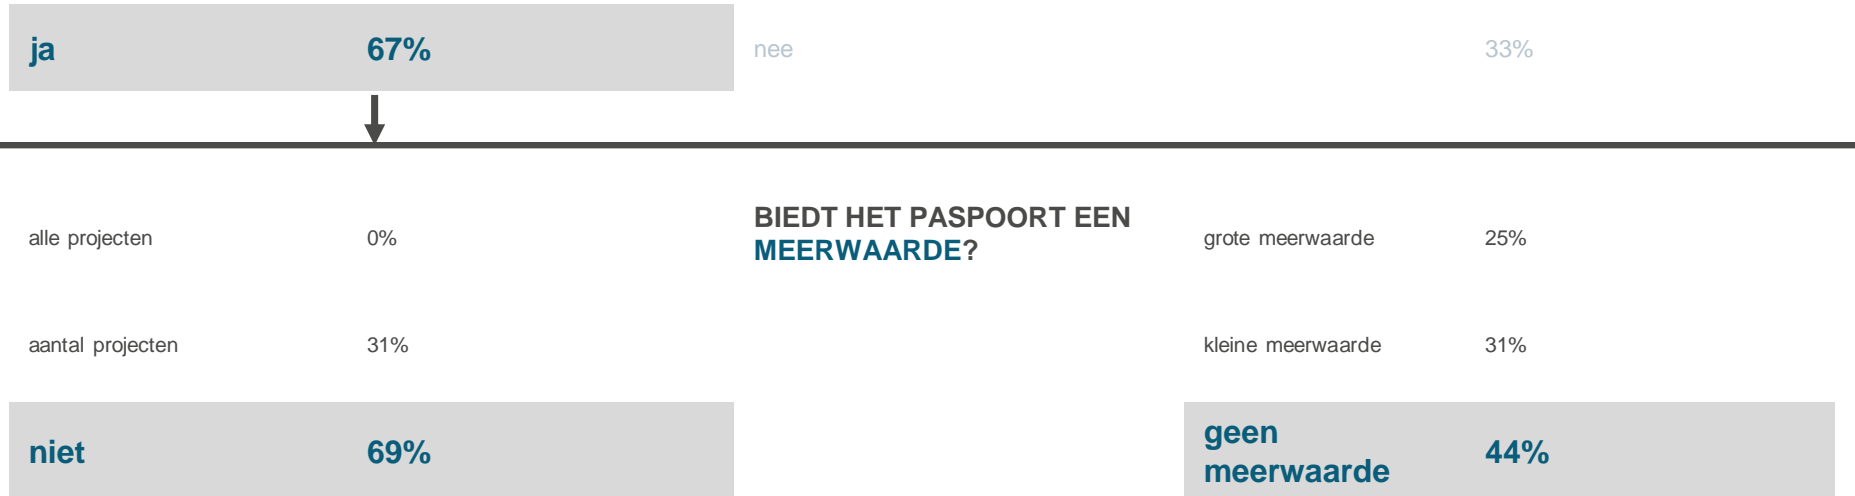 ja 67% nee 33%
BIEDT HET PASPOORT EEN
MEERWAARDE?
alle projecten 0% grote meerwaarde 25%
aantal projecten 31% kleine meerwaarde 31%
niet 69% geen
meerwaarde 44%